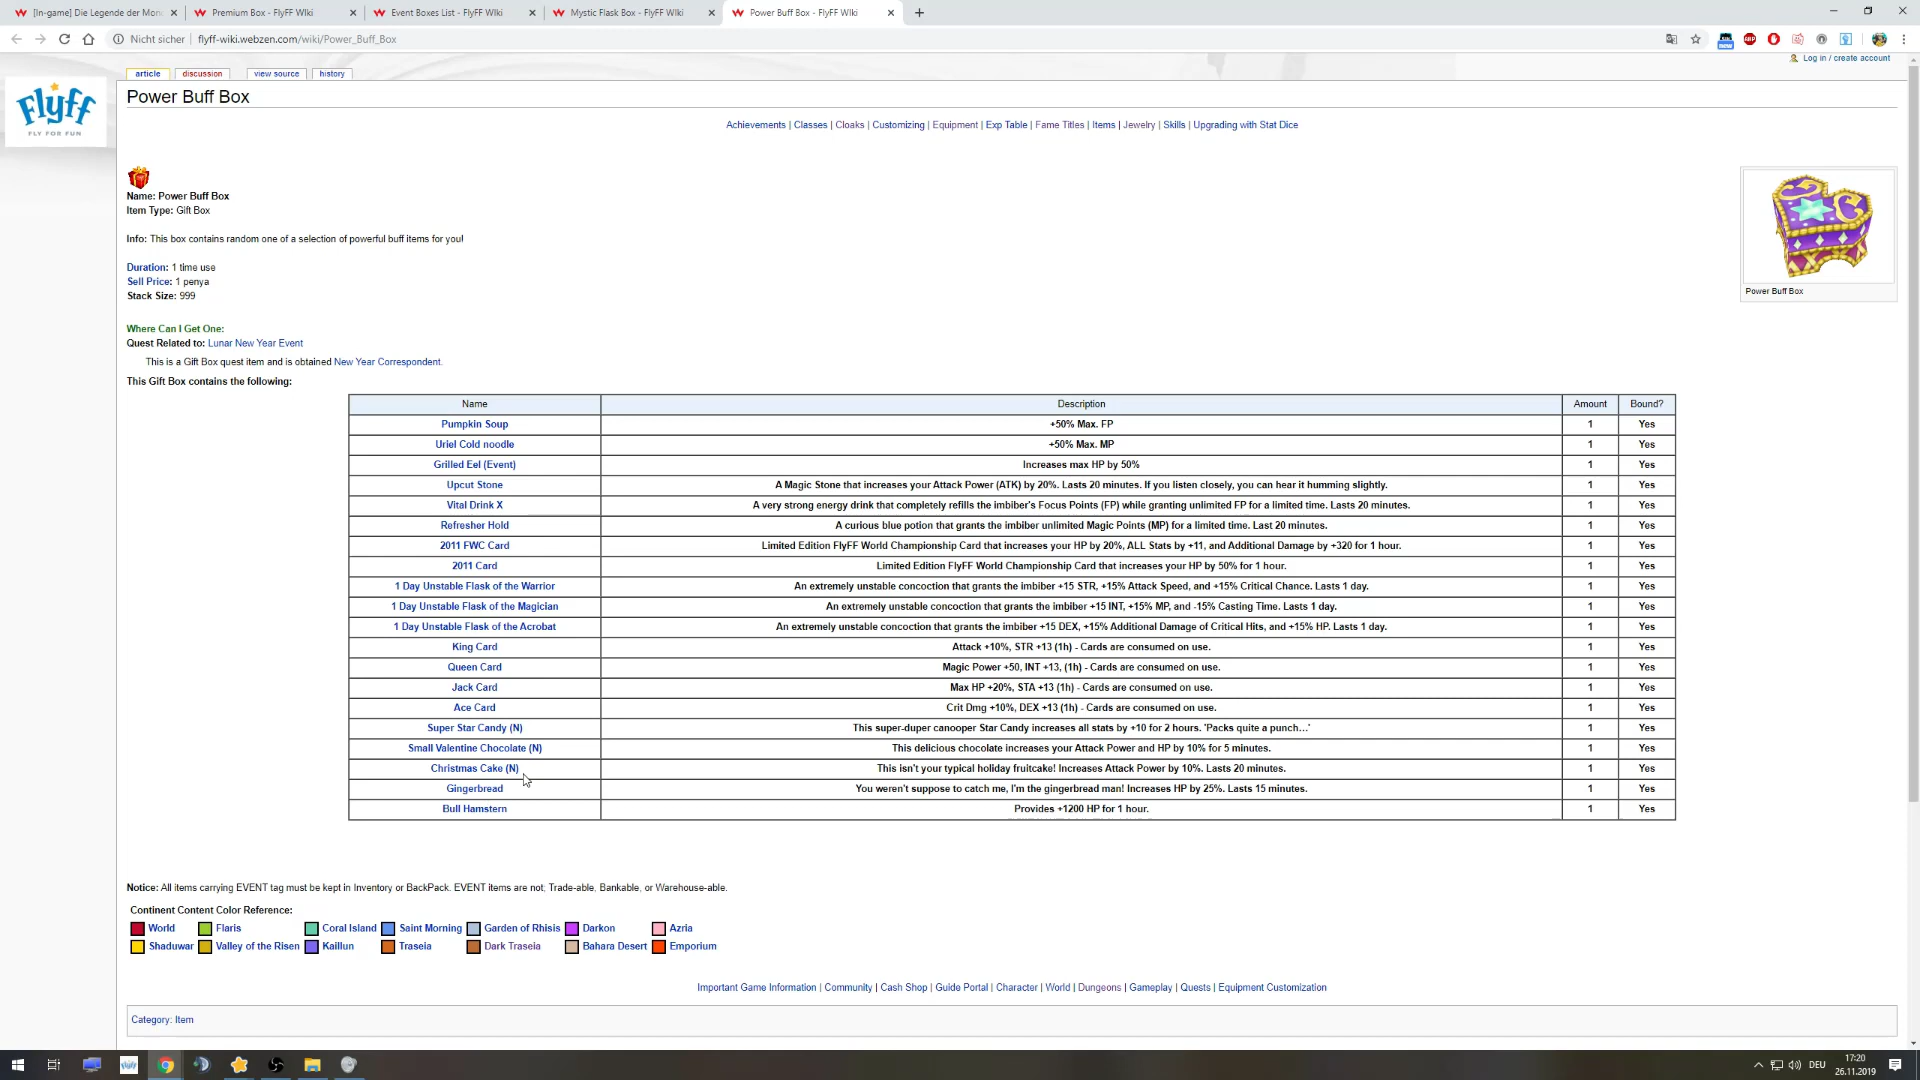 [In-game] Die Legende der Mon
Premium Box - FlyFF WIki
Event Boxes List - FlyFF WIki
Mystic Flask Box - FlyFF WIki
Power Buff Box - FlyFF WIki
Nicht sicher
flyff-wiki.webzen.com/wiki/Power_Buff_Box
Log in / create account
article
discussion
view source
history
Flyff
FLY FOR FUN
Power Buff Box
Achievements | Classes | Cloaks | Customizing | Equipment | Exp Table | Fame Titles | Items | Jewelry | Skills | Upgrading with Stat Dice
Name: Power Buff Box
Item Type: Gift Box
Info: This box contains random one of a selection of powerful buff items for you!
Duration: 1 time use
Sell Price: 1 penya
Stack Size: 999
Power Buff Box
Where Can I Get One:
Quest Related to: Lunar New Year Event
This is a Gift Box quest item and is obtained New Year Correspondent.
This Gift Box contains the following:
Name Description Amount Bound?
Pumpkin Soup +50% Max. FP 1 Yes
Uriel Cold noodle +50% Max. MP 1 Yes
Grilled Eel (Event) Increases max HP by 50% 1 Yes
Upcut Stone A Magic Stone that increases your Attack Power (ATK) by 20%. Lasts 20 minutes. If you listen closely, you can hear it humming slightly. 1 Yes
Vital Drink X A very strong energy drink that completely refills the imbiber's Focus Points (FP) while granting unlimited FP for a limited time. Lasts 20 minutes. 1 Yes
Refresher Hold A curious blue potion that grants the imbiber unlimited Magic Points (MP) for a limited time. Last 20 minutes. 1 Yes
2011 FWC Card Limited Edition FlyFF World Championship Card that increases your HP by 20%, ALL Stats by +11, and Additional Damage by +320 for 1 hour. 1 Yes
2011 Card Limited Edition FlyFF World Championship Card that increases your HP by 50% for 1 hour. 1 Yes
1 Day Unstable Flask of the Warrior An extremely unstable concoction that grants the imbiber +15 STR, +15% Attack Speed, and +15% Critical Chance. Lasts 1 day. 1 Yes
1 Day Unstable Flask of the Magician An extremely unstable concoction that grants the imbiber +15 INT, +15% MP, and -15% Casting Time. Lasts 1 day. 1 Yes
1 Day Unstable Flask of the Acrobat An extremely unstable concoction that grants the imbiber +15 DEX, +15% Additional Damage of Critical Hits, and +15% HP. Lasts 1 day. 1 Yes
King Card Attack +10%, STR +13 (1h) - Cards are consumed on use. 1 Yes
Queen Card Magic Power +50, INT +13, (1h) - Cards are consumed on use. 1 Yes
Jack Card Max HP +20%, STA +13 (1h) - Cards are consumed on use. 1 Yes
Ace Card Crit Dmg +10%, DEX +13 (1h) - Cards are consumed on use. 1 Yes
Super Star Candy (N) This super-duper canooper Star Candy increases all stats by +10 for 2 hours. 'Packs quite a punch...' 1 Yes
Small Valentine Chocolate (N) This delicious chocolate increases your Attack Power and HP by 10% for 5 minutes. 1 Yes
Christmas Cake (N) This isn't your typical holiday fruitcake! Increases Attack Power by 10%. Lasts 20 minutes. 1 Yes
Gingerbread You weren't suppose to catch me, I'm the gingerbread man! Increases HP by 25%. Lasts 15 minutes. 1 Yes
Bull Hamstern Provides +1200 HP for 1 hour. 1 Yes
Notice: All items carrying EVENT tag must be kept in Inventory or BackPack. EVENT items are not; Trade-able, Bankable, or Warehouse-able.
Continent Content Color Reference:
World Flaris Coral Island Saint Morning Garden of Rhisis Darkon Azria
Shaduwar Valley of the Risen Kaillun Traseia Dark Traseia Bahara Desert Emporium
Important Game Information | Community | Cash Shop | Guide Portal | Character | World | Dungeons | Gameplay | Quests | Equipment Customization
Category: Item
DEU
17:20
26.11.2019